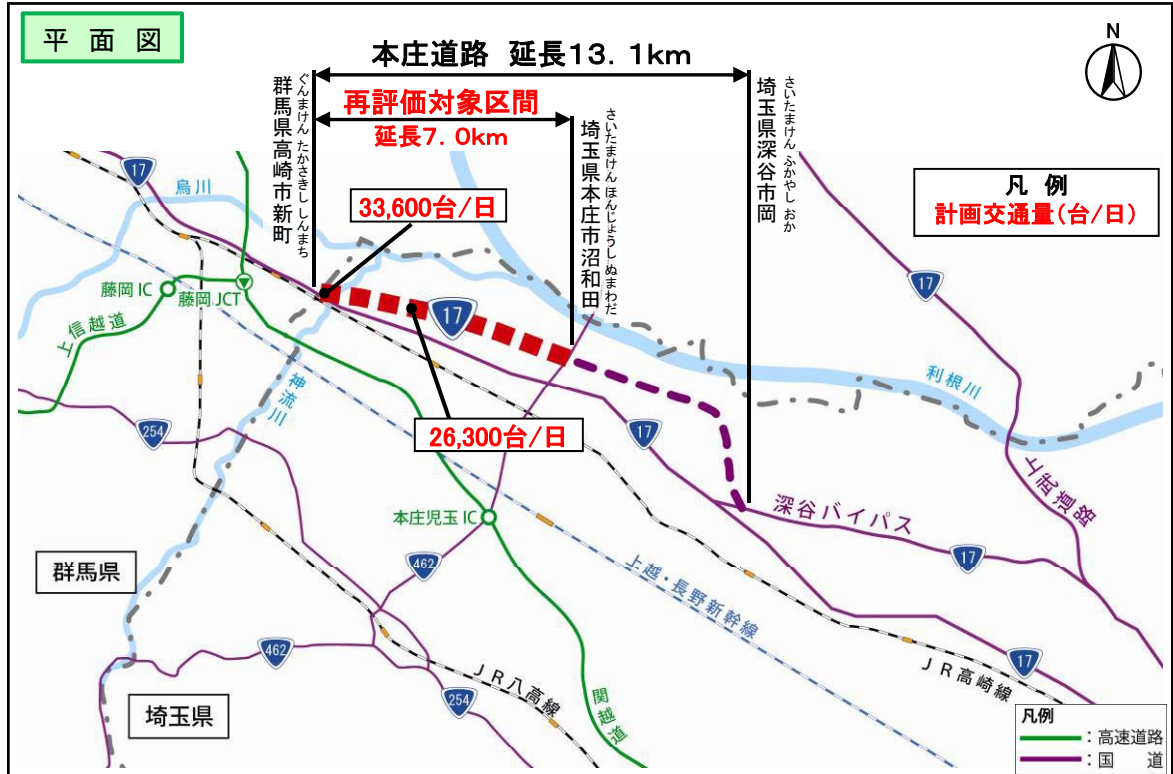 平面図
本庄道路 延長13.1km
再評価対象区間
延長7.0km
群馬県高崎市新町
ぐんまけん たかさきし しんまち
埼玉県本庄市沼和田
さいたまけん ほんじょうし ぬまわだ
埼玉県深谷市岡
さいたまけん ふかやし おか
N
凡例
計画交通量(台/日)
17
烏川
33,600台/日
藤岡IC
藤岡JCT
上信越道
17
17
神流川
利根川
254
26,300台/日
17
上武道路
本庄児玉IC
深谷バイパス
17
群馬県
462
上越・長野新幹線
462
JR高崎線
17
埼玉県
254
JR八高線
関越道
凡例
:高速道路
:国 道